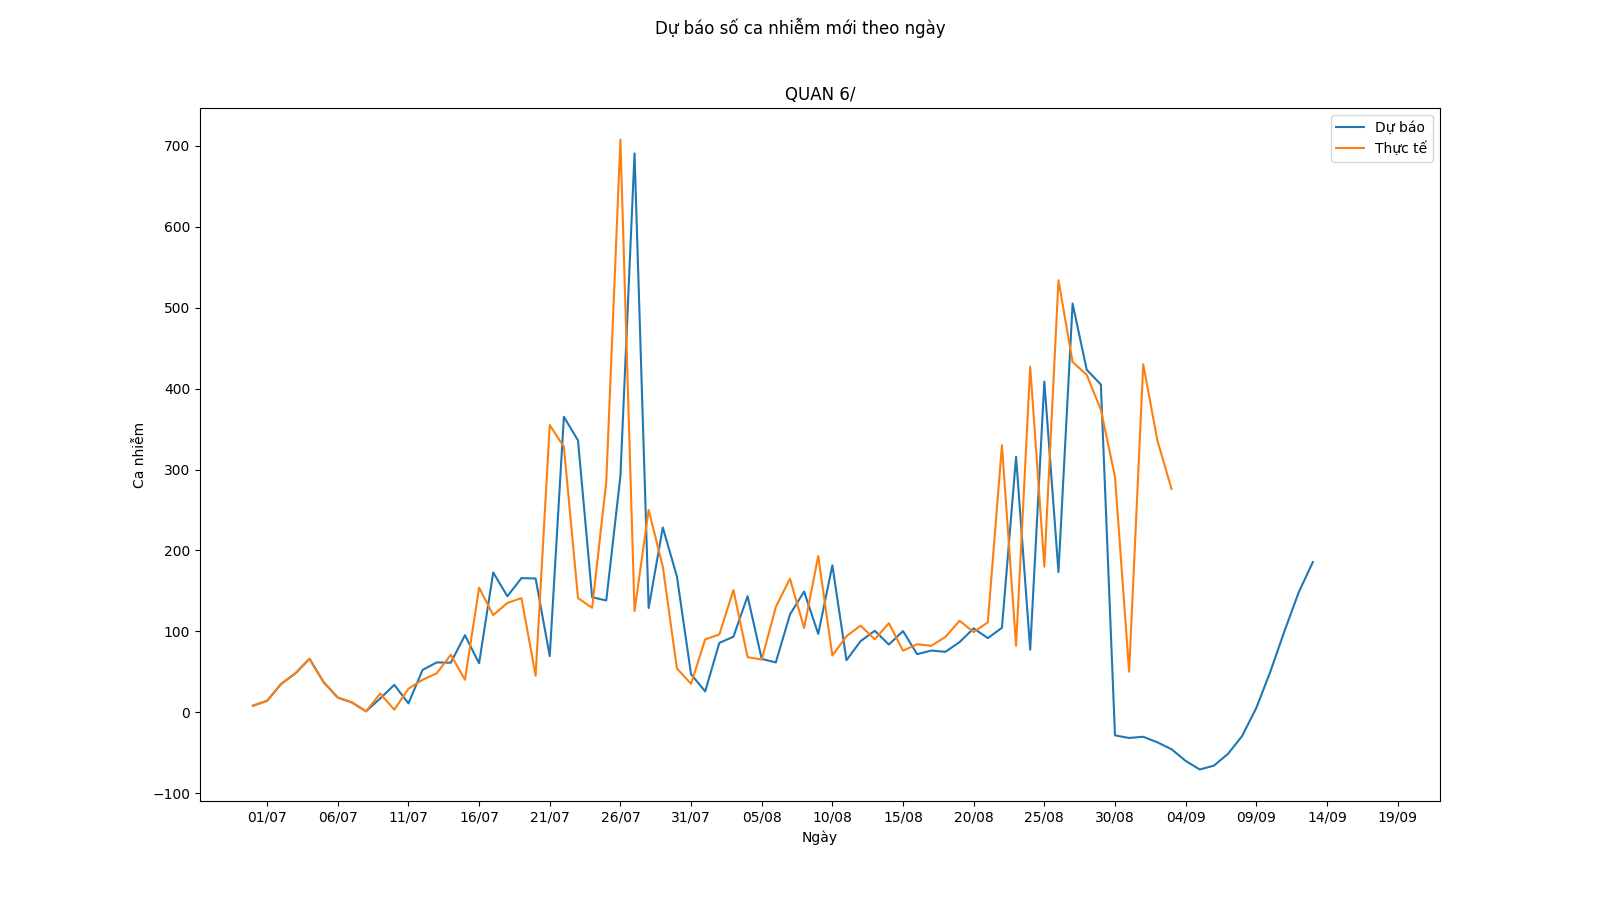 Dự báo số ca nhiễm mới theo ngày
QUAN 6/
Dự báo
Thực tế
700
600
500
400
300
200
100
0
−100
Ca nhiễm
01/07 06/07 11/07 16/07 21/07 26/07 31/07 05/08 10/08 15/08 20/08 25/08 30/08 04/09 09/09 14/09 19/09
Ngày